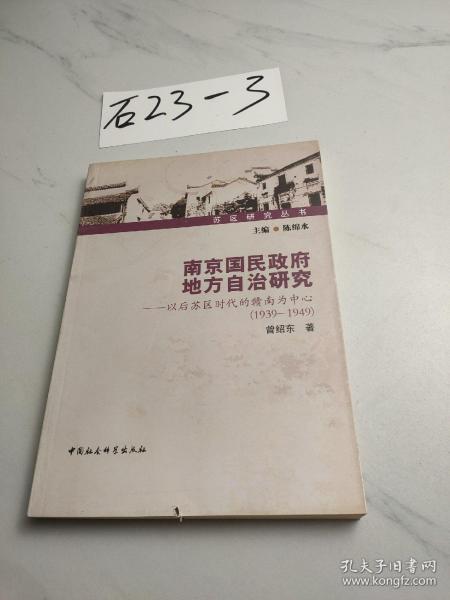 石23-3
苏区研究丛书
主编●陈绵水
南京国民政府
地方自治研究
——以后苏区时代的赣南为中心
(1939-1949)
曾绍东 著
中国社会科学出版社
孔夫子旧书网
www.kongfz.com